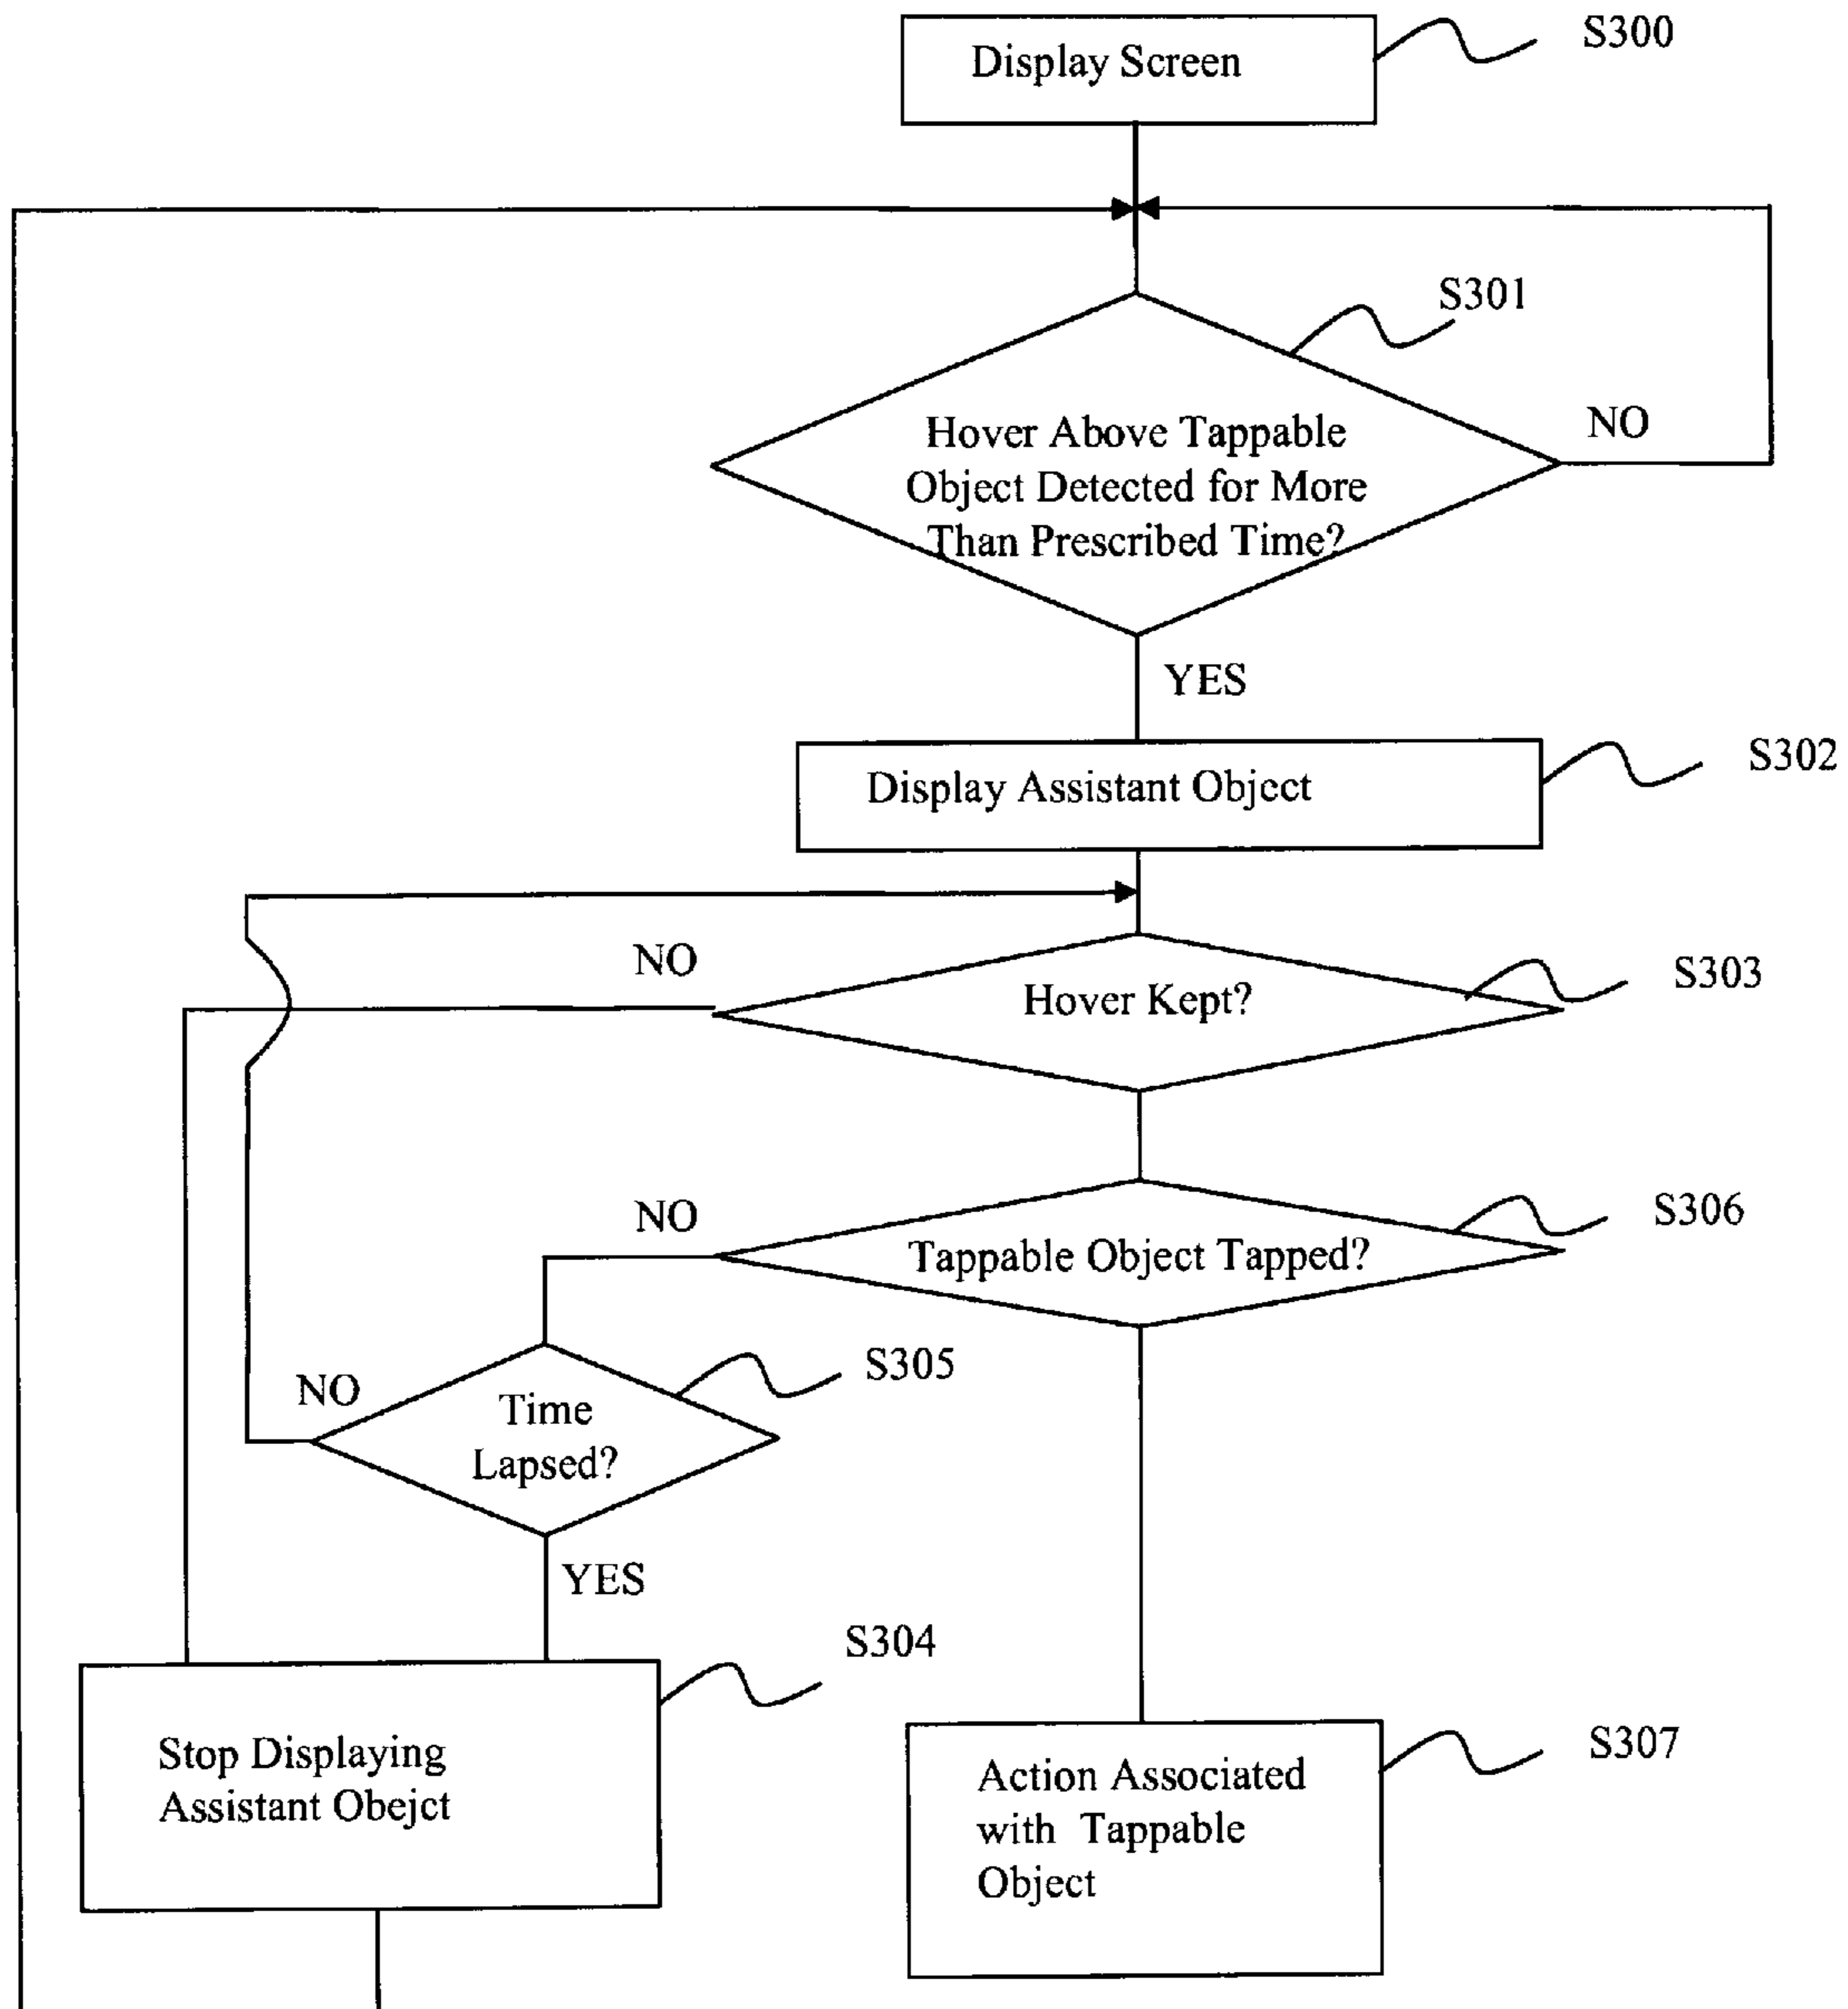 S300
Display Screen
S301
NO
Hover Above Tappable
Object Detected for More
Than Prescribed Time?
YES
S302
Display Assistant Object
NO
S303
Hover Kept?
NO
S306
Tappable Object Tapped?
S305
NO
Time
Lapsed?
YES
S304
Stop Displaying
Assistant Obejct
S307
Action Associated
with Tappable
Object